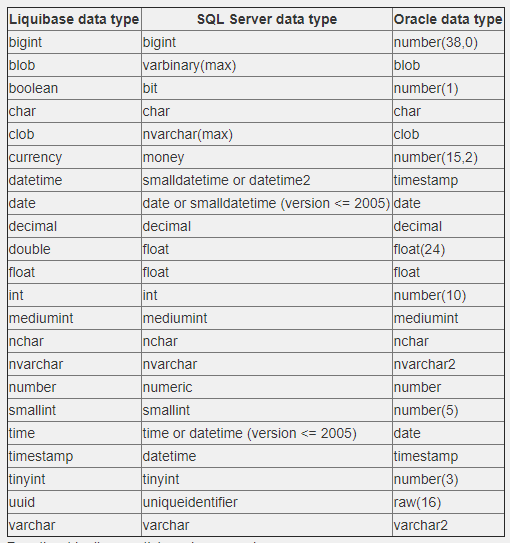 Liquibase data type SQL Server data type Oracle data type
bigint bigint number(38,0)
blob varbinary(max) blob
boolean bit number(1)
char char char
clob nvarchar(max) clob
currency money number(15,2)
datetime smalldatetime or datetime2 timestamp
date date or smalldatetime (version <= 2005) date
decimal decimal decimal
double float float(24)
float float float
int int number(10)
mediumint mediumint mediumint
nchar nchar nchar
nvarchar nvarchar nvarchar2
number numeric number
smallint smallint number(5)
time time or datetime (version <= 2005) date
timestamp datetime timestamp
tinyint tinyint number(3)
uuid uniqueidentifier raw(16)
varchar varchar varchar2